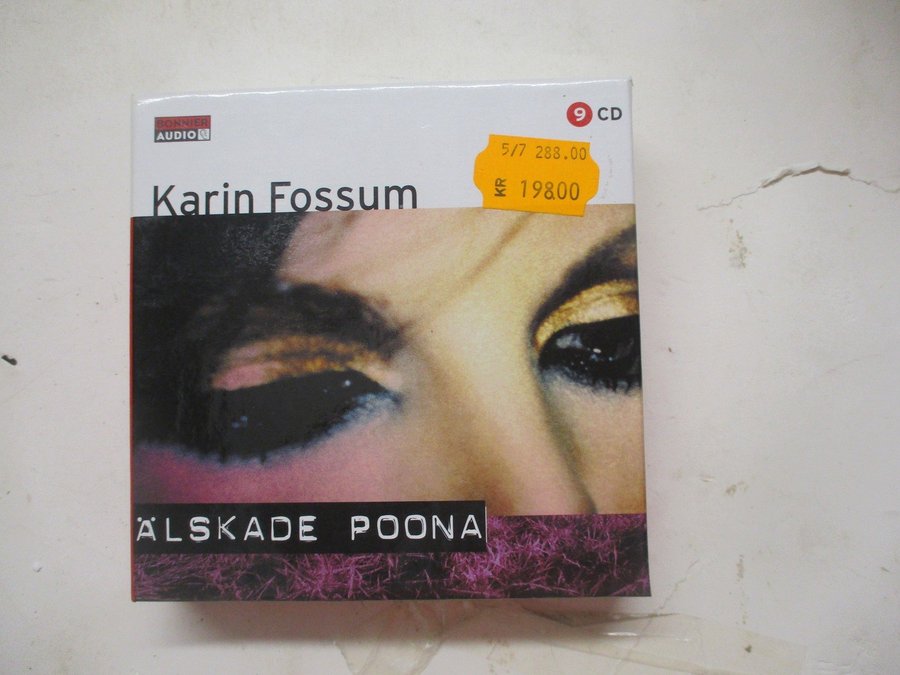 BONNIER
AUDIO
9 CD
5/7 288.00
KR 198.00
Karin Fossum
ÄLSKADE POONA